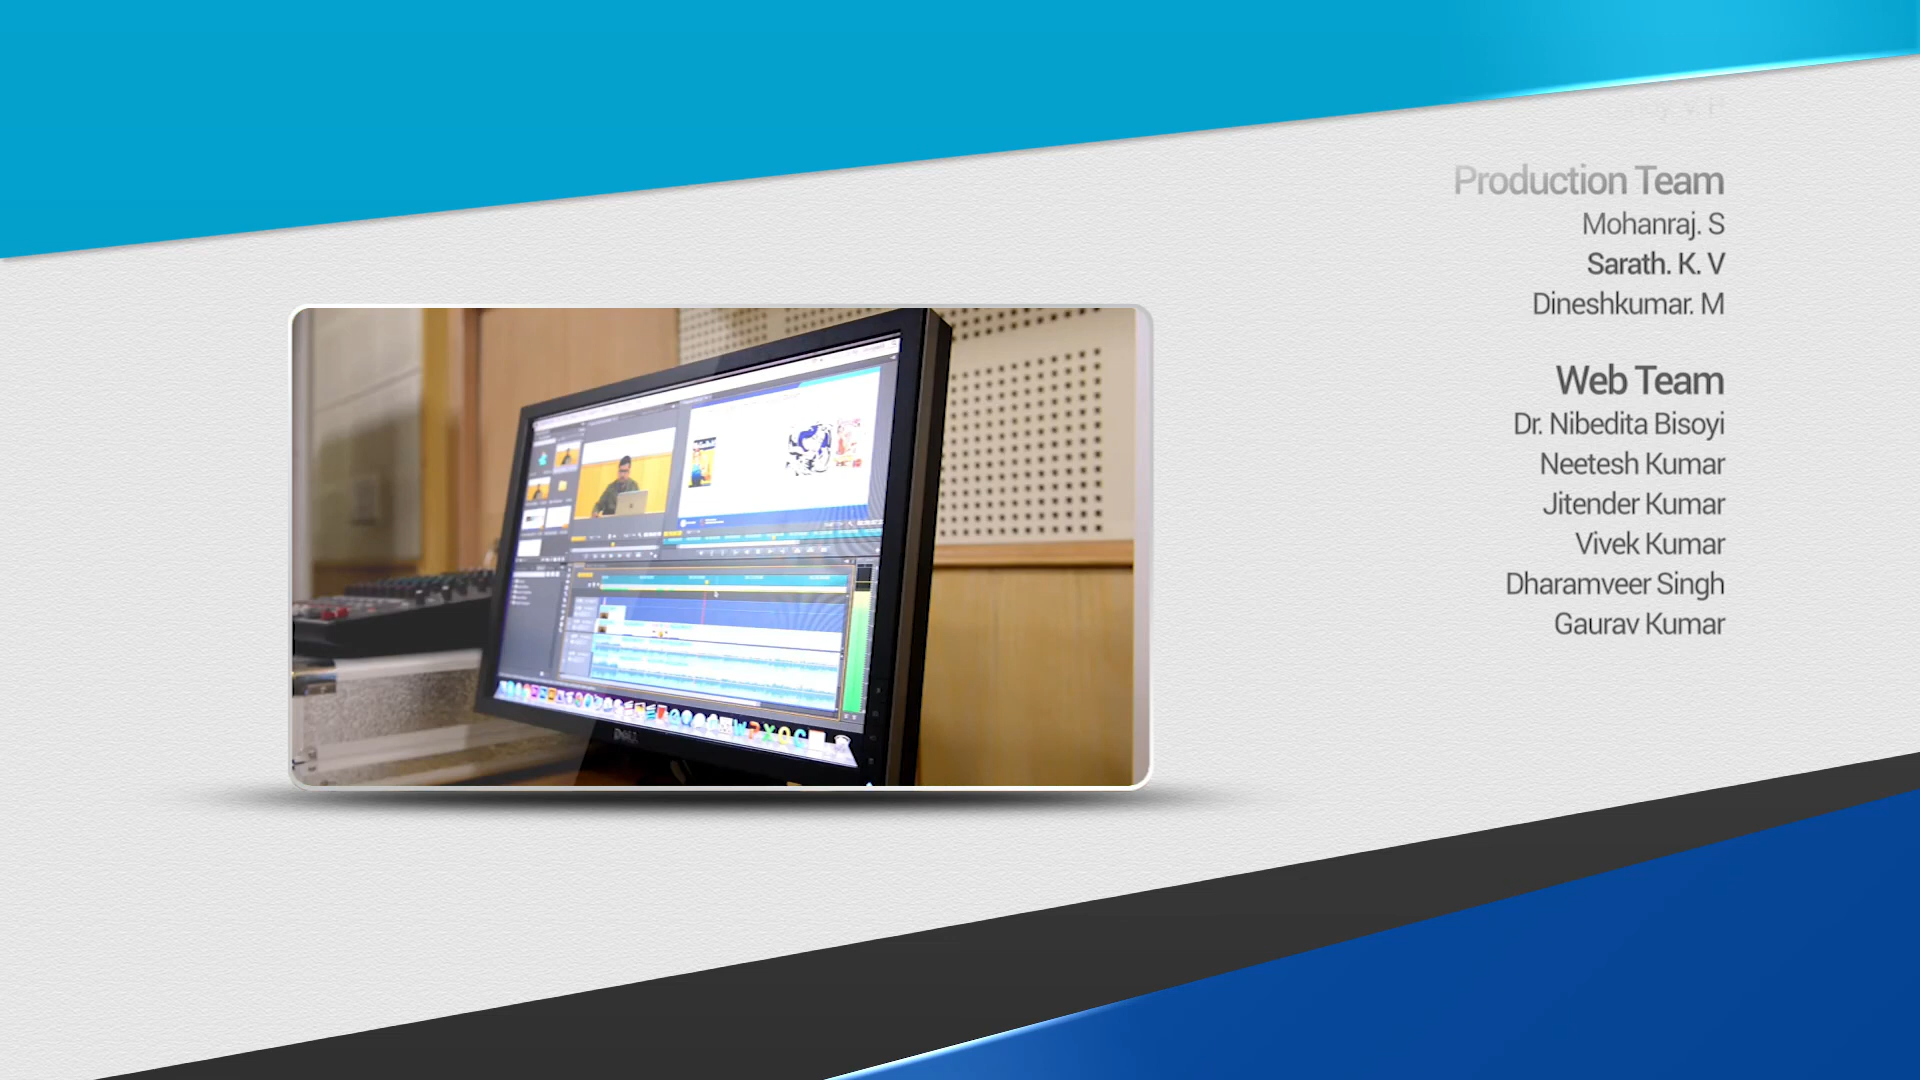 Production Team
Mohanraj. S
Sarath. K. V
Dineshkumar. M
Web Team
Dr. Nibedita Bisoyi
Neetesh Kumar
Jitender Kumar
Vivek Kumar
Dharamveer Singh
Gaurav Kumar
DELL